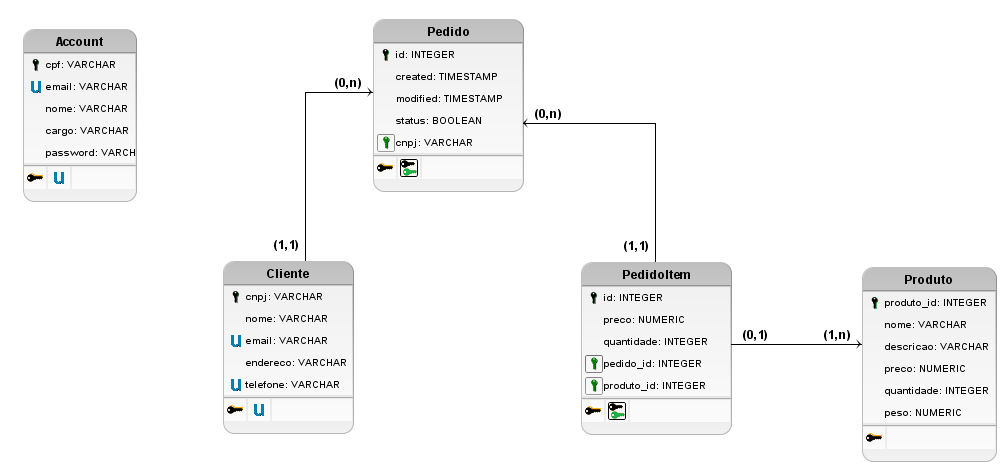 Account
cpf: VARCHAR
email: VARCHAR
nome: VARCHAR
cargo: VARCHAR
password: VARCH
Pedido
id: INTEGER
created: TIMESTAMP
modified: TIMESTAMP
status: BOOLEAN
cnpj: VARCHAR
(0,n)
(0,n)
(1,1)
(1,1)
Cliente
cnpj: VARCHAR
nome: VARCHAR
email: VARCHAR
endereco: VARCHAR
telefone: VARCHAR
PedidoItem
id: INTEGER
preco: NUMERIC
quantidade: INTEGER
pedido_id: INTEGER
produto_id: INTEGER
(0,1)
(1,n)
Produto
produto_id: INTEGER
nome: VARCHAR
descricao: VARCHAR
preco: NUMERIC
quantidade: INTEGER
peso: NUMERIC